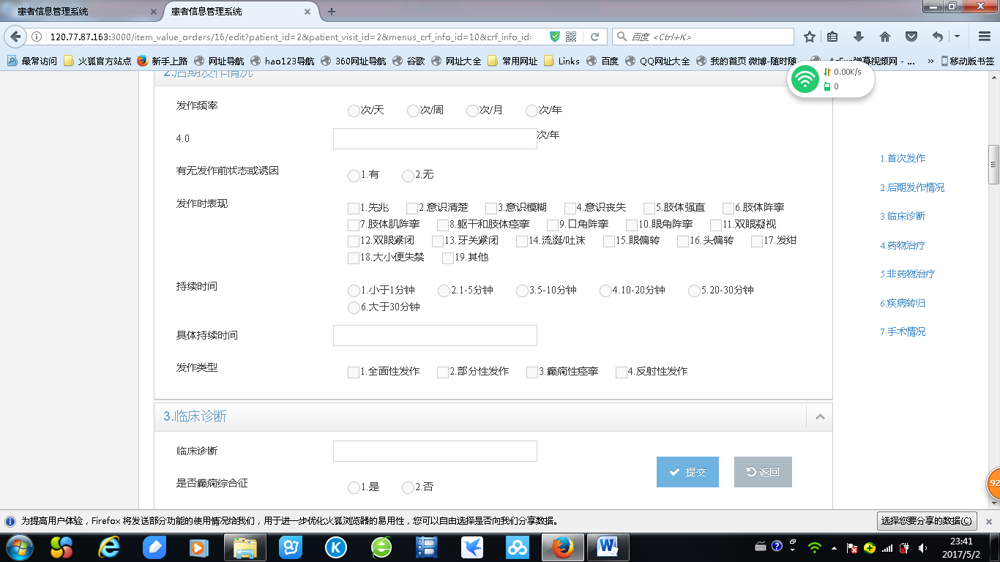 患者信息管理系统
患者信息管理系统
120.77.87.163:3000/item_value_orders/16/edit?patient_id=2&patient_visit_id=2&menus_crf_info_id=10&crf_info_id=
百度 <Ctrl+K>
最常访问 火狐官方站点 新手上路 网址导航 hao123导航 360网址导航 谷歌 网址大全 常用网址 Links 百度 QQ网址大全 我的首页 微博-随时随 移动版书签
0.00K/s
0
2.后期发作情况
发作频率 次/天 次/周 次/月 次/年
4.0 次/年
有无发作前状态或诱因 1.有 2.无
发作时表现 1.先兆 2.意识清楚 3.意识模糊 4.意识丧失 5.肢体强直 6.肢体阵挛
7.肢体肌阵挛 8.躯干和肢体痉挛 9.口角阵挛 10.眼角阵挛 11.双眼凝视
12.双眼紧闭 13.牙关紧闭 14.流涎/吐沫 15.眼偏转 16.头偏转 17.发绀
18.大小便失禁 19.其他
持续时间 1.小于1分钟 2.1-5分钟 3.5-10分钟 4.10-20分钟 5.20-30分钟
6.大于30分钟
具体持续时间
发作类型 1.全面性发作 2.部分性发作 3.癫痫性痉挛 4.反射性发作
3.临床诊断
临床诊断
是否癫痫综合征 1.是 2.否
提交 返回
1.首次发作
2.后期发作情况
3.临床诊断
4.药物治疗
5.非药物治疗
6.疾病转归
7.手术情况
92
为提高用户体验，Firefox 将发送部分功能的使用情况给我们，用于进一步优化火狐浏览器的易用性，您可以自由选择是否向我们分享数据。 选择您要分享的数据(C)
23:41
2017/5/2